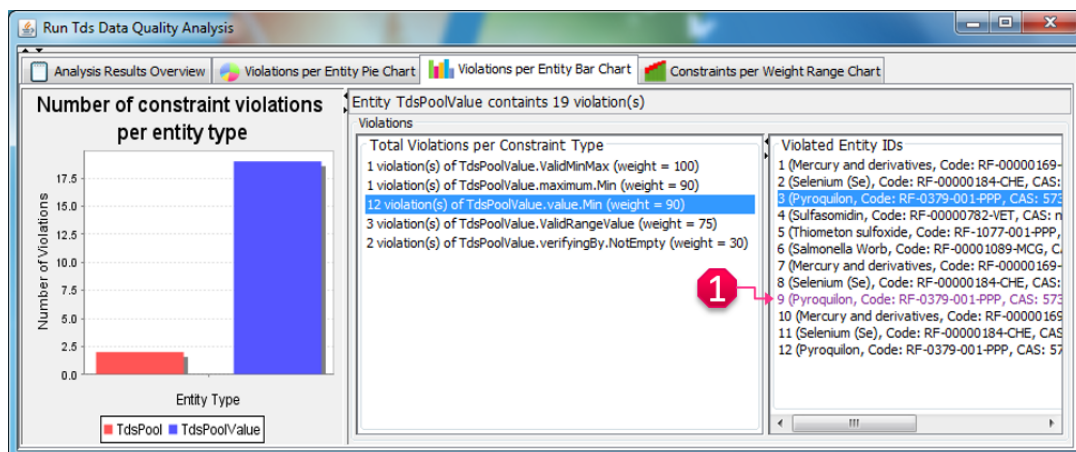 Run Tds Data Quality Analysis
Analysis Results Overview
Violations per Entity Pie Chart
Violations per Entity Bar Chart
Constraints per Weight Range Chart
Number of constraint violations
per entity type
Number of Violations
17.5
15.0
12.5
10.0
7.5
5.0
2.5
0.0
Entity Type
TdsPool TdsPoolValue
Entity TdsPoolValue containts 19 violation(s)
Violations
Total Violations per Constraint Type
1 violation(s) of TdsPoolValue.ValidMinMax (weight = 100)
1 violation(s) of TdsPoolValue.maximum.Min (weight = 90)
12 violation(s) of TdsPoolValue.value.Min (weight = 90)
3 violation(s) of TdsPoolValue.ValidRangeValue (weight = 75)
2 violation(s) of TdsPoolValue.verifyingBy.NotEmpty (weight = 30)
Violated Entity IDs
1 (Mercury and derivatives, Code: RF-00000169-
2 (Selenium (Se), Code: RF-00000184-CHE, CAS:
3 (Pyroquilon, Code: RF-0379-001-PPP, CAS: 573
4 (Sulfasomidin, Code: RF-00000782-VET, CAS: n
5 (Thiometon sulfoxide, Code: RF-1077-001-PPP,
6 (Salmonella Worb, Code: RF-00001089-MCG, C
7 (Mercury and derivatives, Code: RF-00000169-
8 (Selenium (Se), Code: RF-00000184-CHE, CAS:
9 (Pyroquilon, Code: RF-0379-001-PPP, CAS: 573
10 (Mercury and derivatives, Code: RF-00000169
11 (Selenium (Se), Code: RF-00000184-CHE, CAS
12 (Pyroquilon, Code: RF-0379-001-PPP, CAS: 57
1